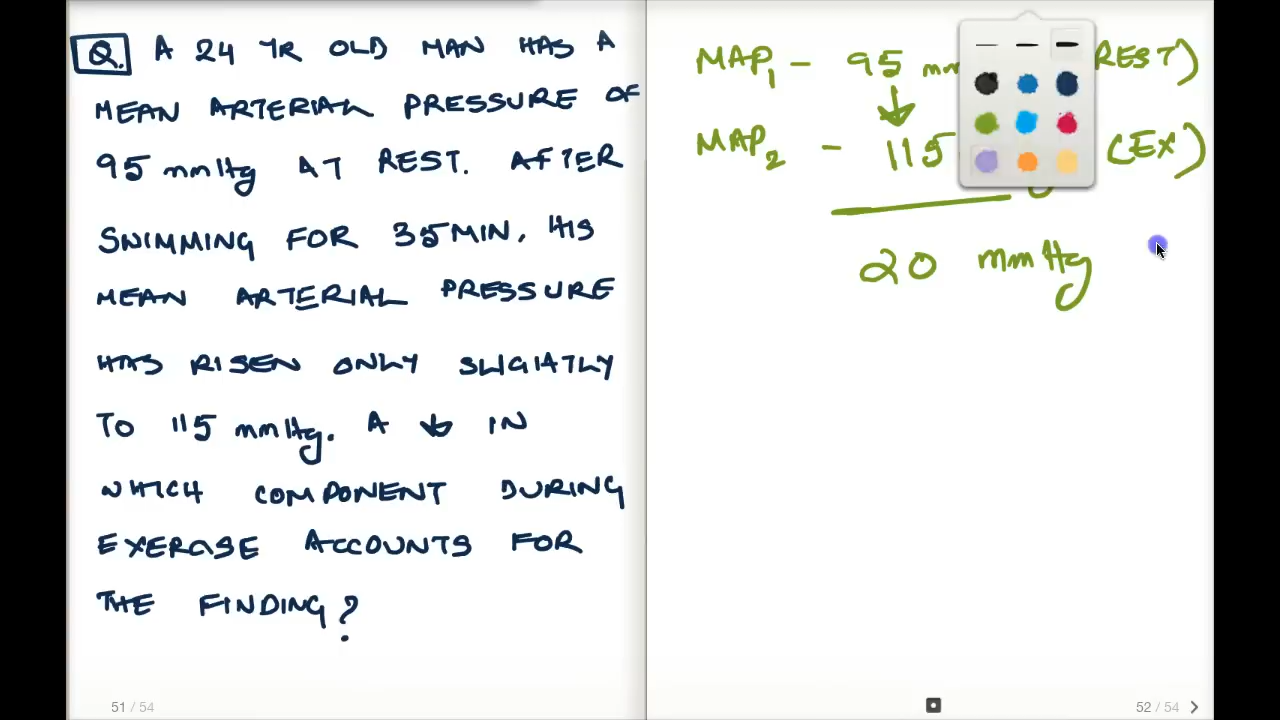 Q. A 24 YR OLD MAN HAS A
MEAN ARTERIAL PRESSURE OF
95 mmHg AT REST. AFTER
SWIMMING FOR 35MIN, HIS
MEAN ARTERIAL PRESSURE
HAS RISEN ONLY SLIGHTLY
TO 115 mmHg. A ↓ IN
WHICH COMPONENT DURING
EXERCISE ACCOUNTS FOR
THE FINDING?
51 / 54
MAP1 - 95 mm REST)
↓
MAP2 - 115 (EX)
20 mmHg
52 / 54